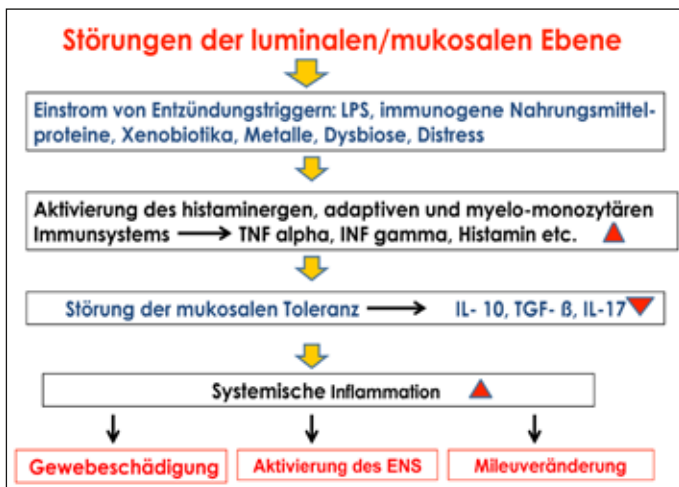 Störungen der luminalen/mukosalen Ebene
Einstrom von Entzündungstriggern: LPS, immunogene Nahrungsmittel-
proteine, Xenobiotika, Metalle, Dysbiose, Distress
Aktivierung des histaminergen, adaptiven und myelo-monozytären
Immunsystems → TNF alpha, INF gamma, Histamin etc.
Störung der mukosalen Toleranz → IL- 10, TGF- ß, IL-17
Systemische Inflammation
Gewebeschädigung Aktivierung des ENS Mileuveränderung